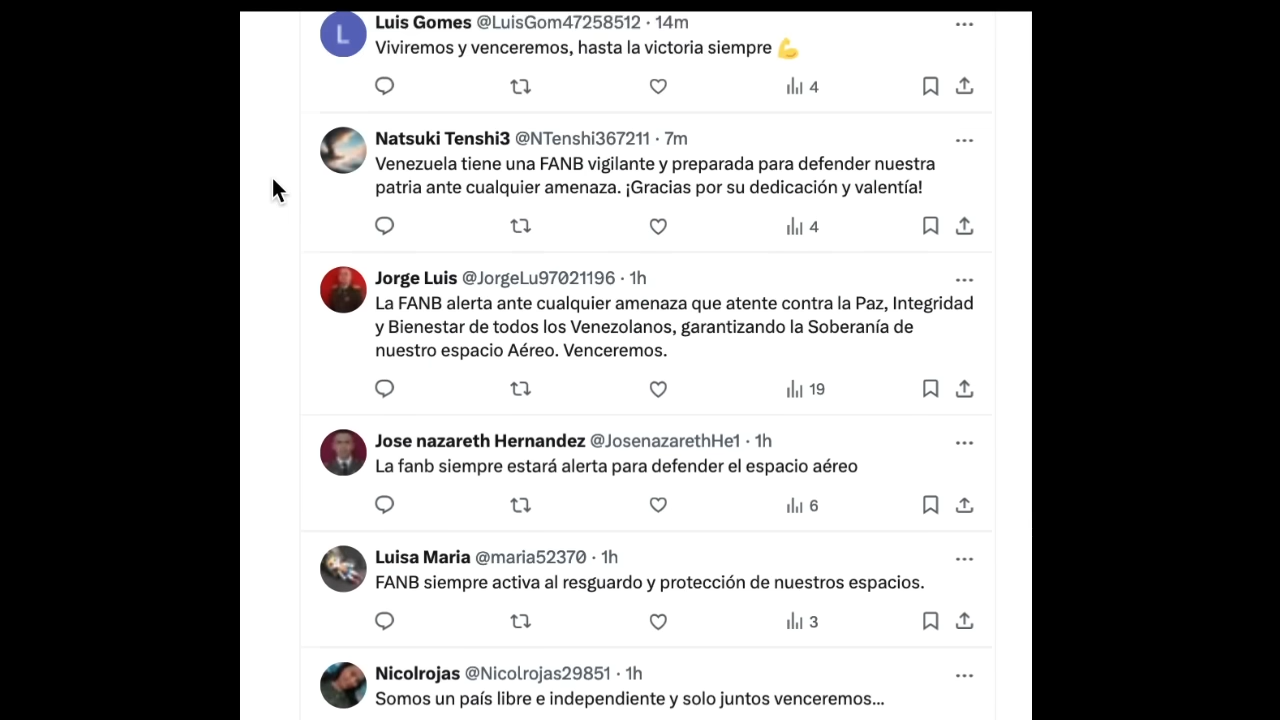 L
Luis Gomes @LuisGom47258512 · 14m
Viviremos y venceremos, hasta la victoria siempre 💪
4
Natsuki Tenshi3 @NTenshi367211 · 7m
Venezuela tiene una FANB vigilante y preparada para defender nuestra
patria ante cualquier amenaza. ¡Gracias por su dedicación y valentía!
4
Jorge Luis @JorgeLu97021196 · 1h
La FANB alerta ante cualquier amenaza que atente contra la Paz, Integridad
y Bienestar de todos los Venezolanos, garantizando la Soberanía de
nuestro espacio Aéreo. Venceremos.
19
Jose nazareth Hernandez @JosenazarethHe1 · 1h
La fanb siempre estará alerta para defender el espacio aéreo
6
Luisa Maria @maria52370 · 1h
FANB siempre activa al resguardo y protección de nuestros espacios.
3
Nicolrojas @Nicolrojas29851 · 1h
Somos un país libre e independiente y solo juntos venceremos...